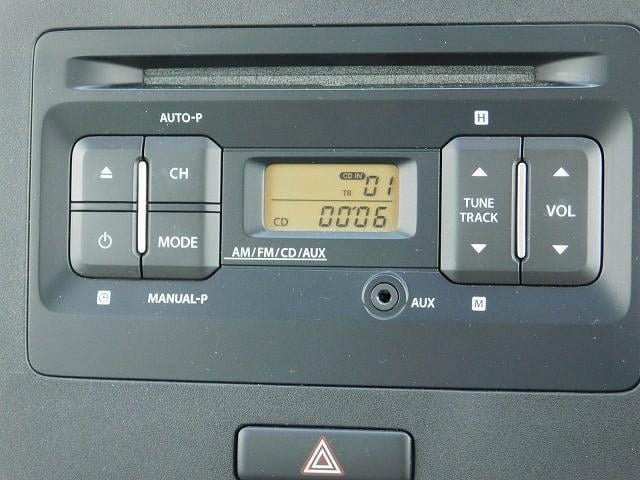 AUTO-P
H
CH
CD IN
TR 01
TUNE
TRACK
VOL
CD 00'06
MODE
AM/FM/CD/AUX
MANUAL-P
AUX
M